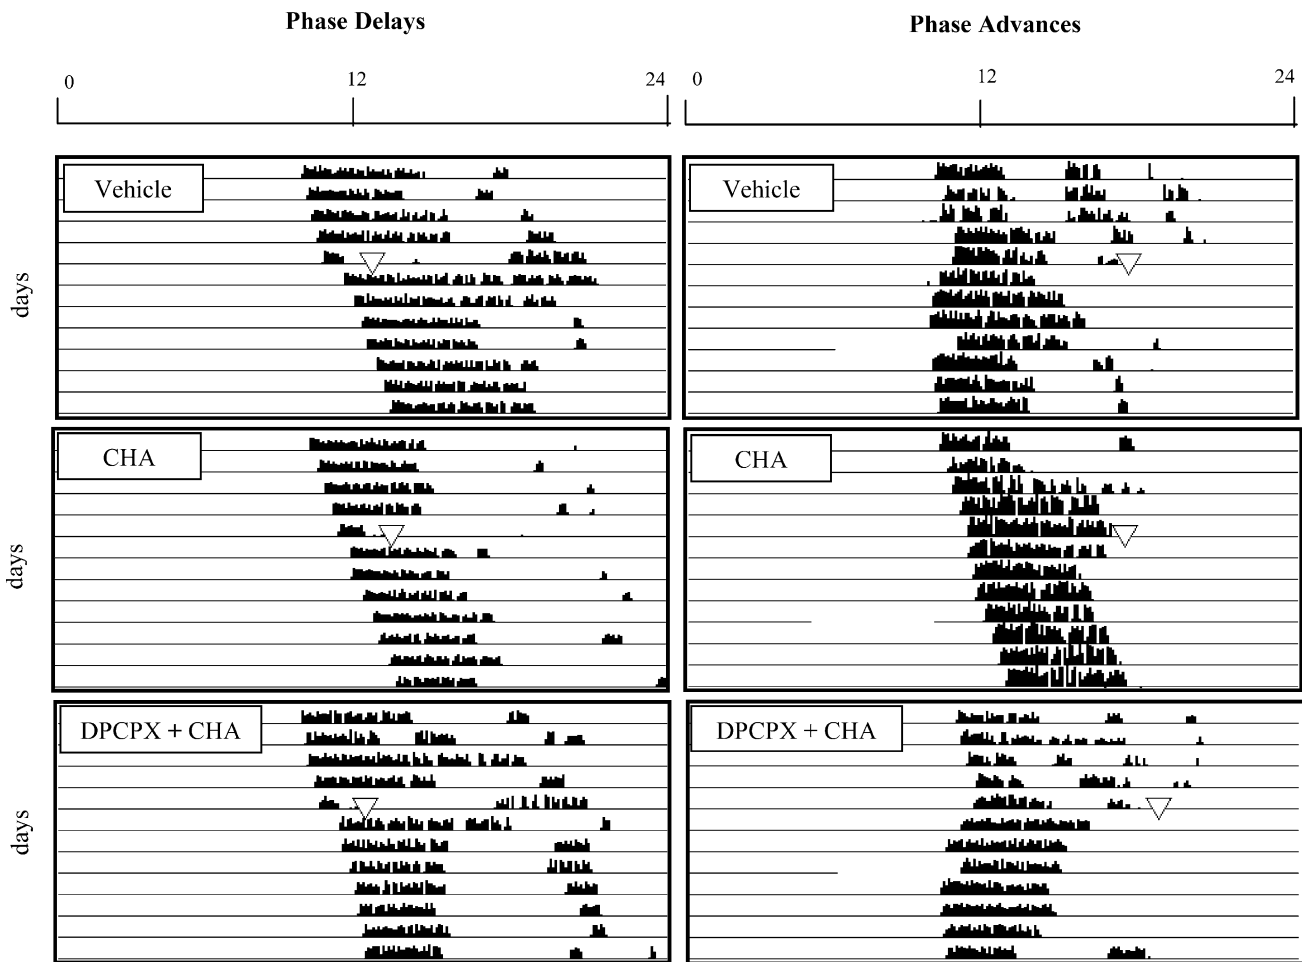 Phase Delays
Phase Advances
0 12 24
0 12 24
Vehicle
Vehicle
days
CHA
CHA
days
DPCPX + CHA
DPCPX + CHA
days